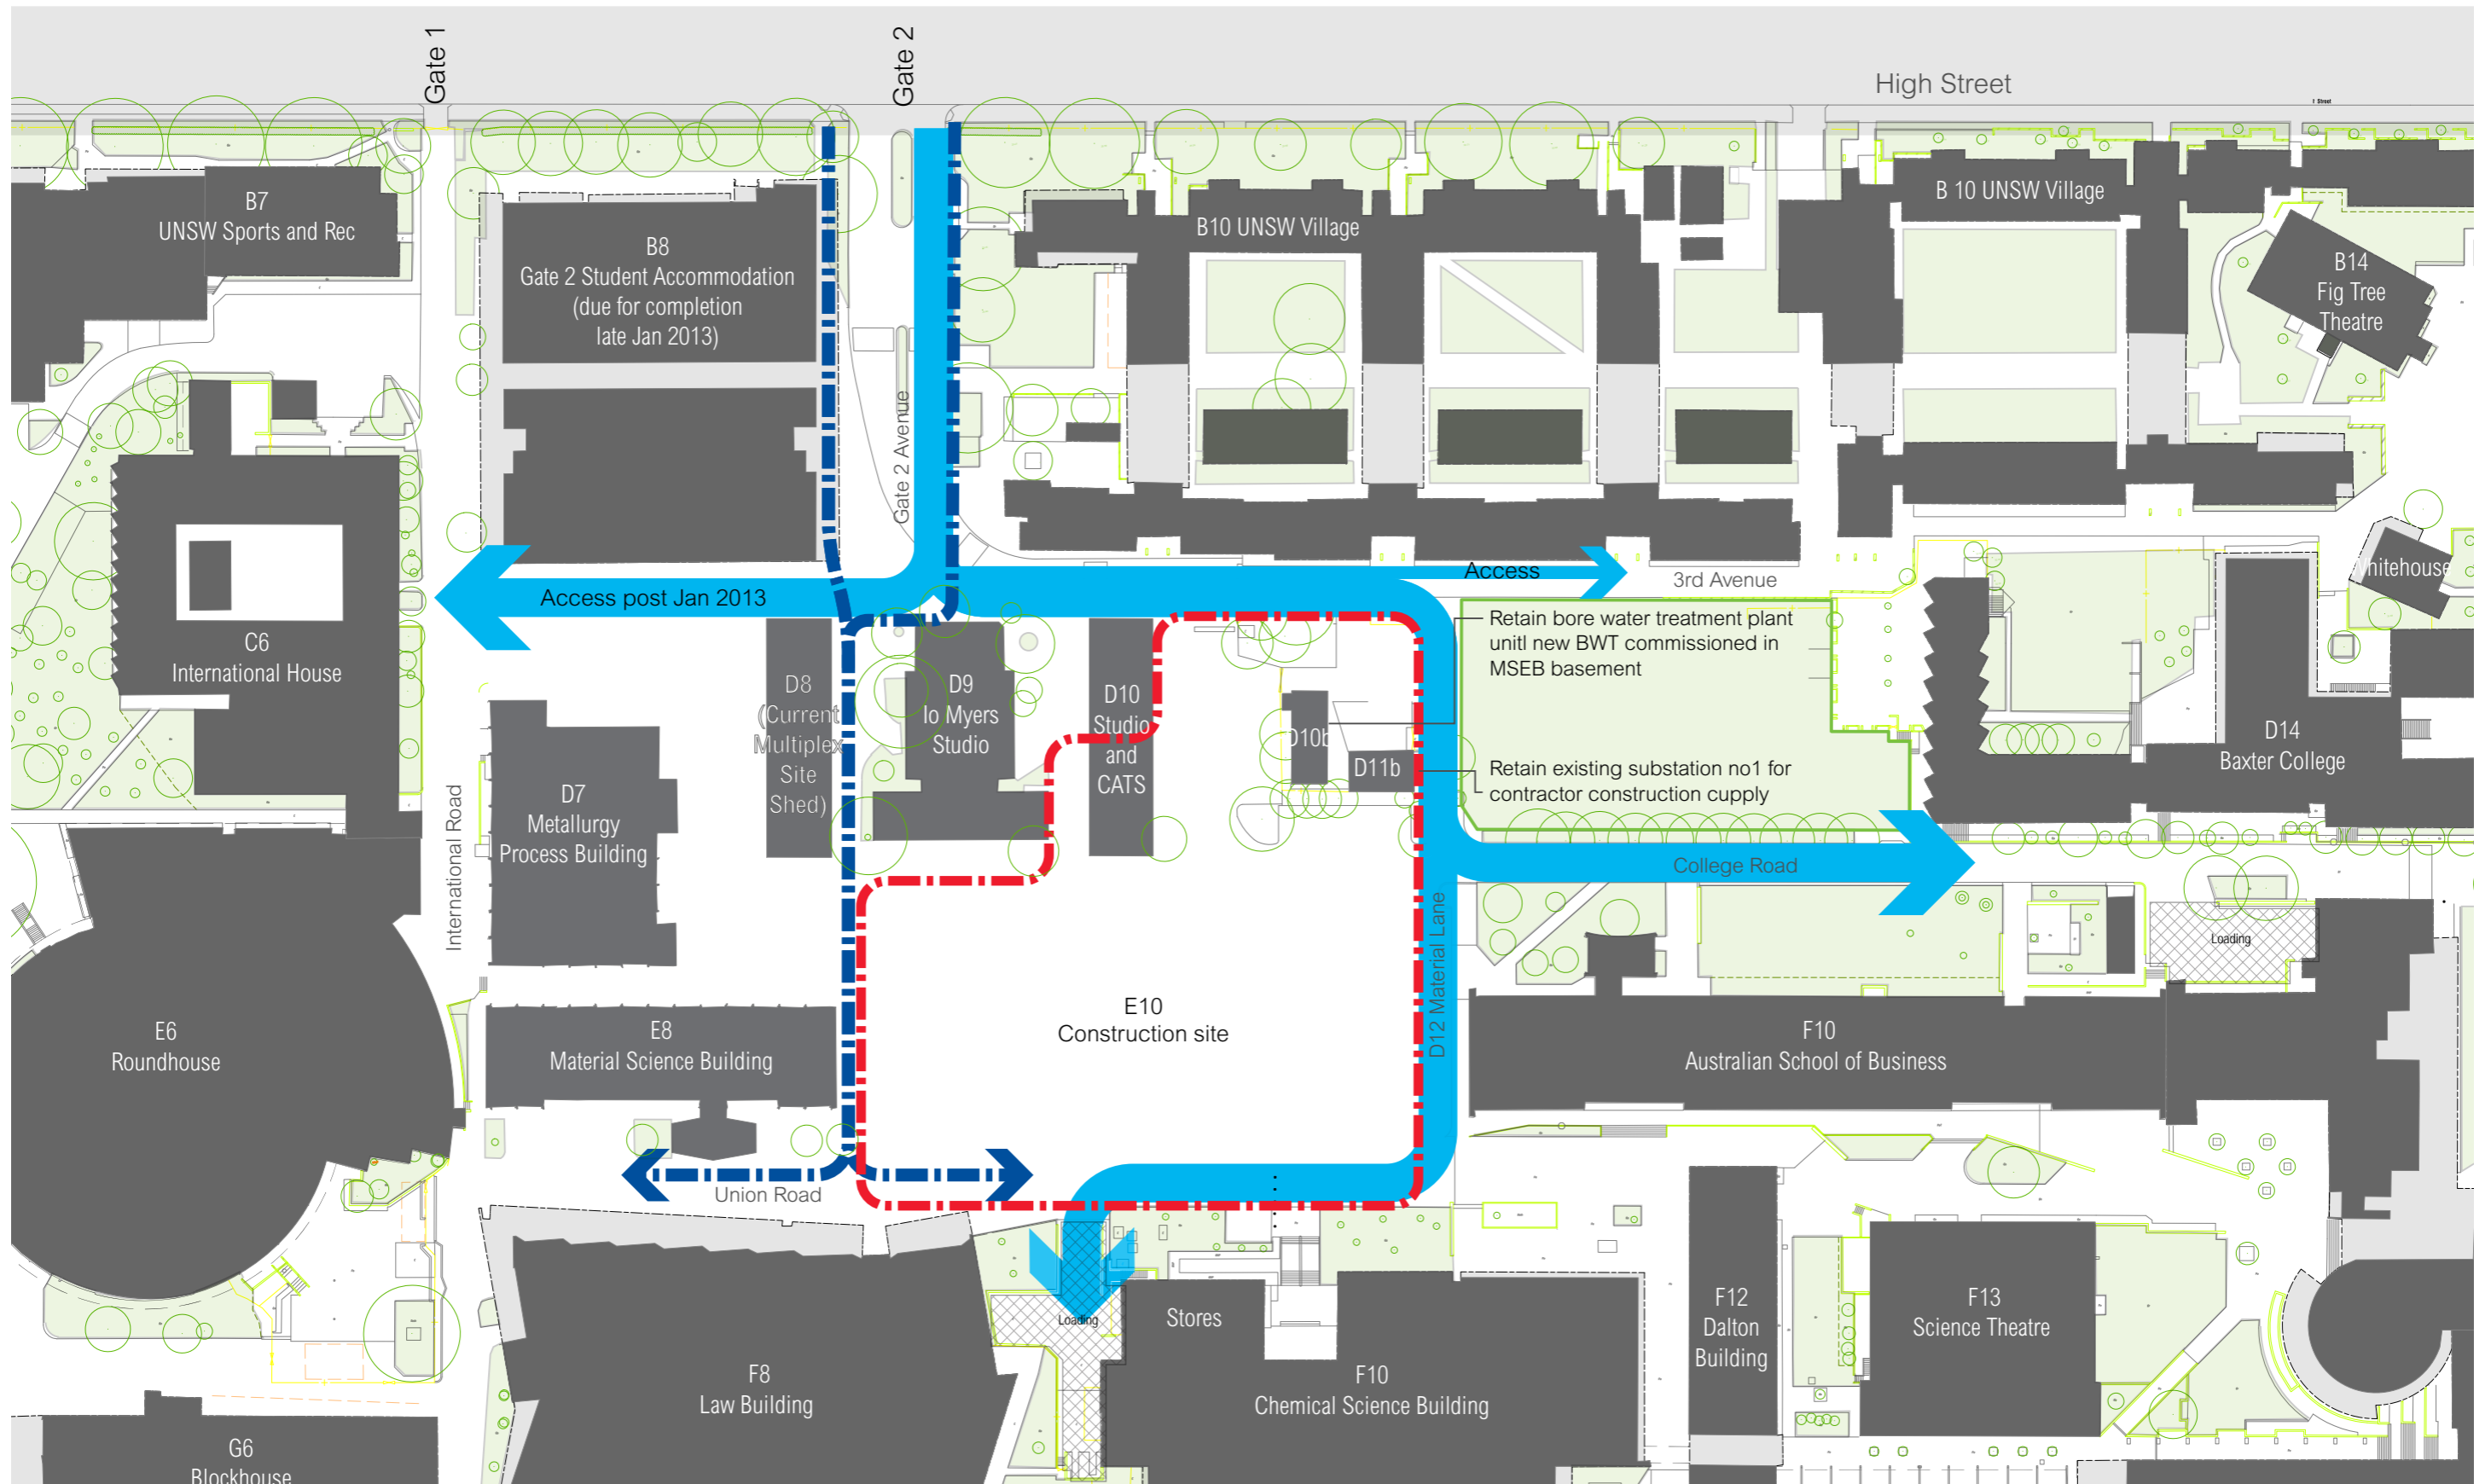 Gate 1
Gate 2
High Street
B7
UNSW Sports and Rec
B8
Gate 2 Student Accommodation
(due for completion
late Jan 2013)
B10 UNSW Village
B 10 UNSW Village
B14
Fig Tree
Theatre
Gate 2 Avenue
Access post Jan 2013
Access
3rd Avenue
Whitehouse
C6
International House
D8
(Current
Multiplex
Site
Shed)
D9
Io Myers
Studio
D10
Studio
and
CATS
D10b
D11b
Retain bore water treatment plant
unitl new BWT commissioned in
MSEB basement
Retain existing substation no1 for
contractor construction cupply
D14
Baxter College
International Road
D7
Metallurgy
Process Building
College Road
D12 Material Lane
Loading
E6
Roundhouse
E8
Material Science Building
E10
Construction site
F10
Australian School of Business
Union Road
Loading
Stores
F8
Law Building
F10
Chemical Science Building
F12
Dalton
Building
F13
Science Theatre
G6
Blockhouse